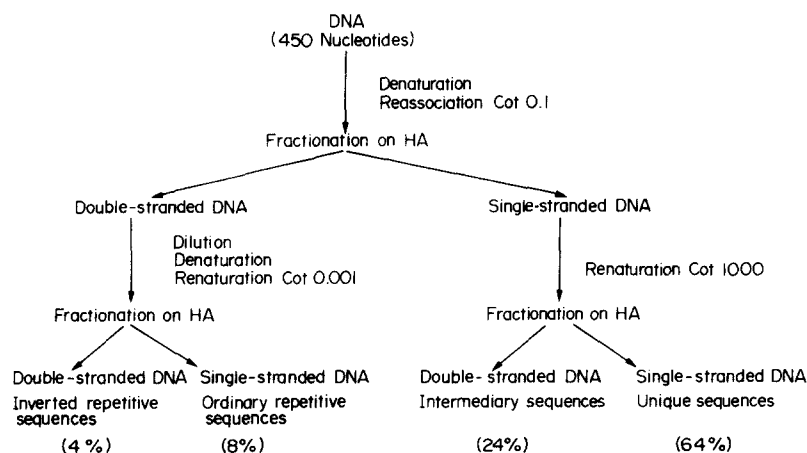 DNA
(450 Nucleotides)
Denaturation
Reassociation Cot 0.1
Fractionation on HA
Double-stranded DNA
Single-stranded DNA
Dilution
Denaturation
Renaturation Cot 0.001
Renaturation Cot 1000
Fractionation on HA
Fractionation on HA
Double-stranded DNA
Inverted repetitive
sequences
(4%)
Single-stranded DNA
Ordinary repetitive
sequences
(8%)
Double-stranded DNA
Intermediary sequences
(24%)
Single-stranded DNA
Unique sequences
(64%)